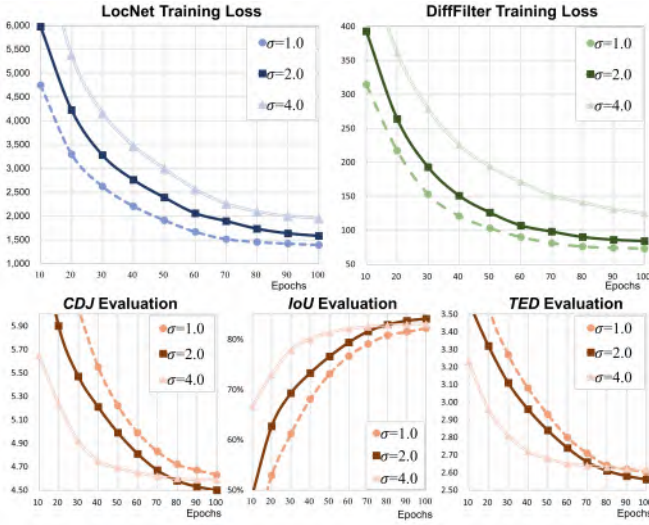 LocNet Training Loss
6,000
5,500
5,000
4,500
4,000
3,500
3,000
2,500
2,000
1,500
1,000
σ=1.0
σ=2.0
σ=4.0
10 20 30 40 50 60 70 80 90 100
Epochs
DiffFilter Training Loss
400
350
300
250
200
150
100
50
σ=1.0
σ=2.0
σ=4.0
10 20 30 40 50 60 70 80 90 100
Epochs
CDJ Evaluation
5.90
5.70
5.50
5.30
5.10
4.90
4.70
4.50
σ=1.0
σ=2.0
σ=4.0
10 20 30 40 50 60 70 80 90 100
Epochs
IoU Evaluation
80%
70%
60%
50%
σ=1.0
σ=2.0
σ=4.0
10 20 30 40 50 60 70 80 90 100
Epochs
TED Evaluation
3.50
3.40
3.30
3.20
3.10
3.00
2.90
2.80
2.70
2.60
2.50
σ=1.0
σ=2.0
σ=4.0
10 20 30 40 50 60 70 80 90 100
Epochs